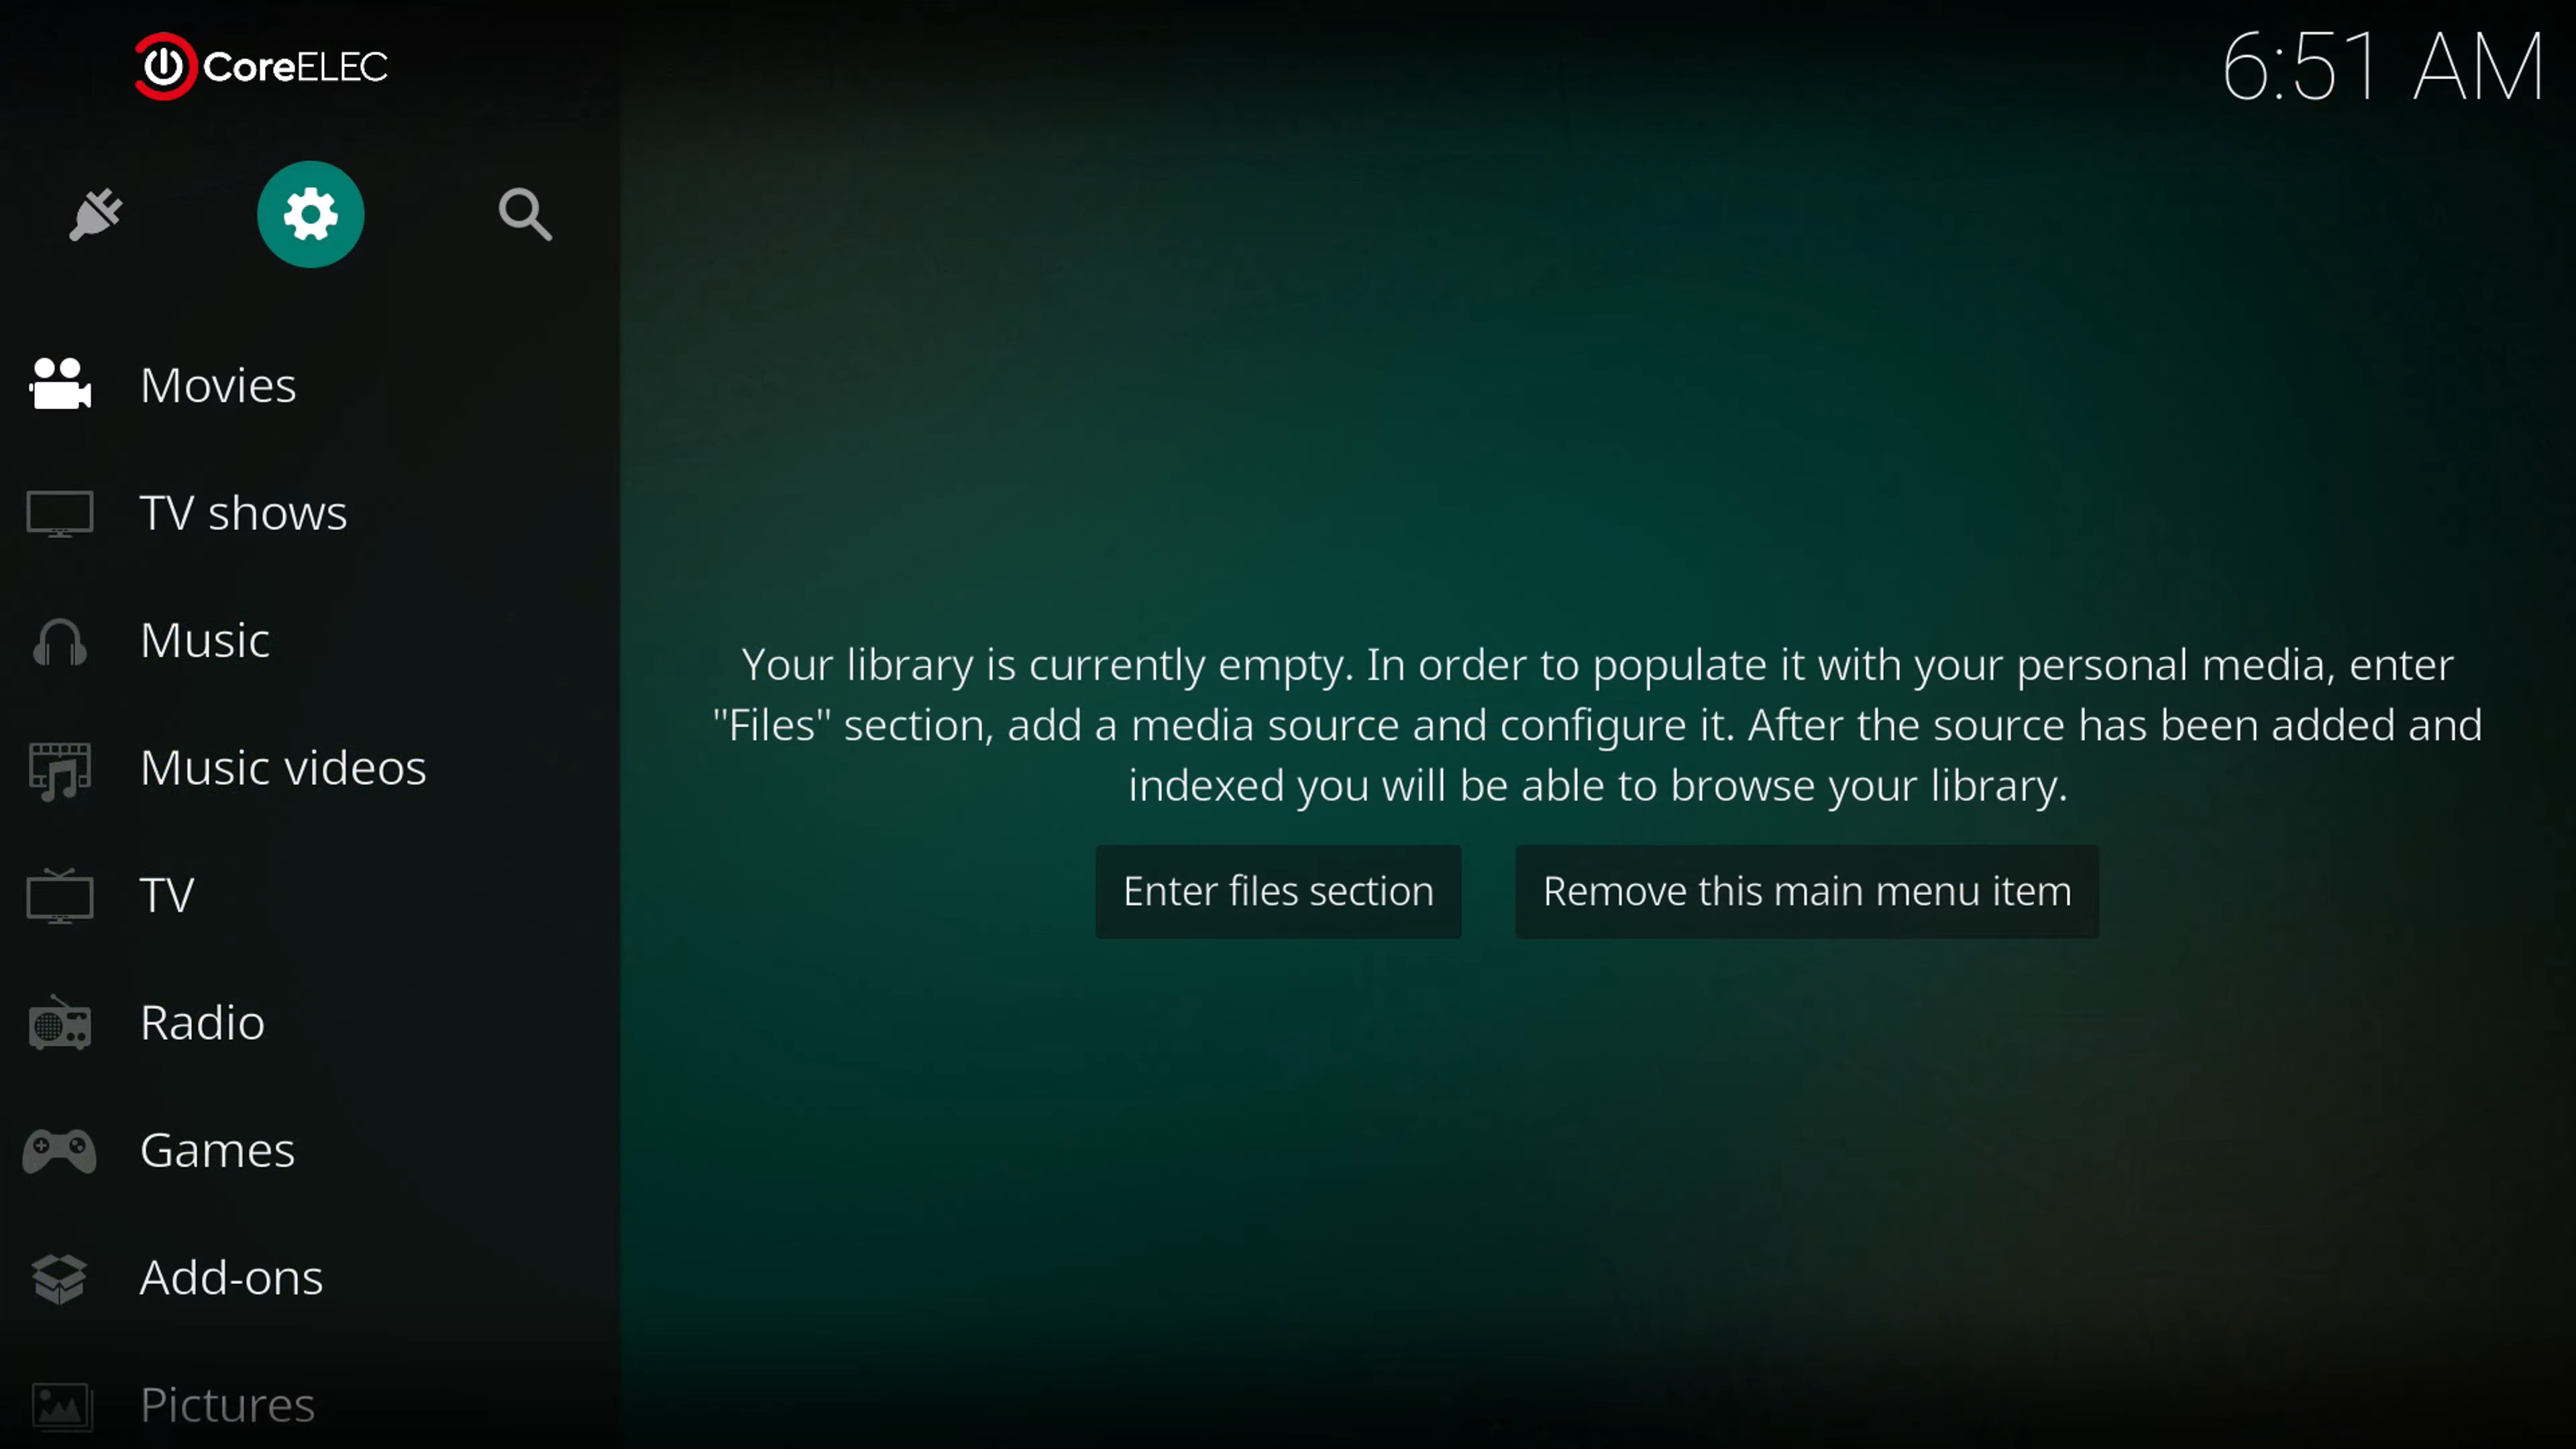 CoreELEC
6:51 AM
Movies
TV shows
Music
Music videos
TV
Radio
Games
Add-ons
Pictures
Your library is currently empty. In order to populate it with your personal media, enter
"Files" section, add a media source and configure it. After the source has been added and
indexed you will be able to browse your library.
Enter files section
Remove this main menu item